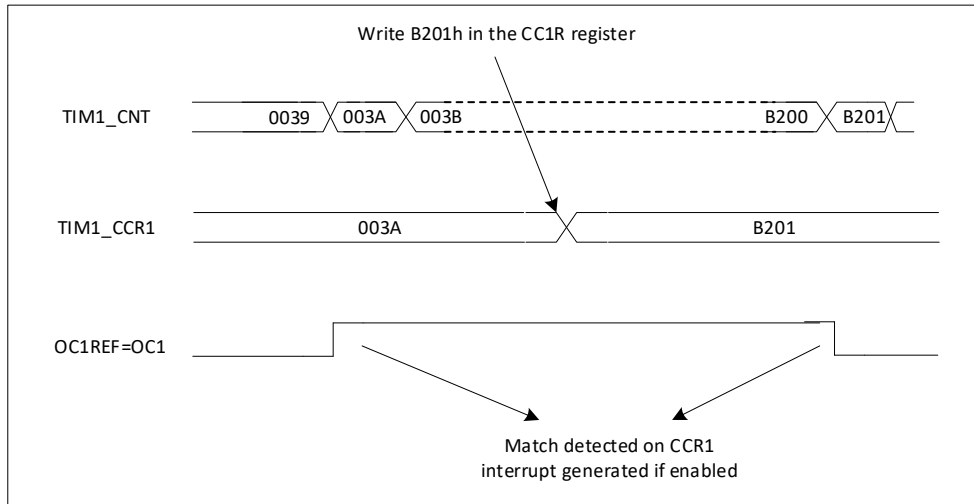 Write B201h in the CC1R register
TIM1_CNT
0039
003A
003B
B200
B201
TIM1_CCR1
003A
B201
OC1REF=OC1
Match detected on CCR1
interrupt generated if enabled